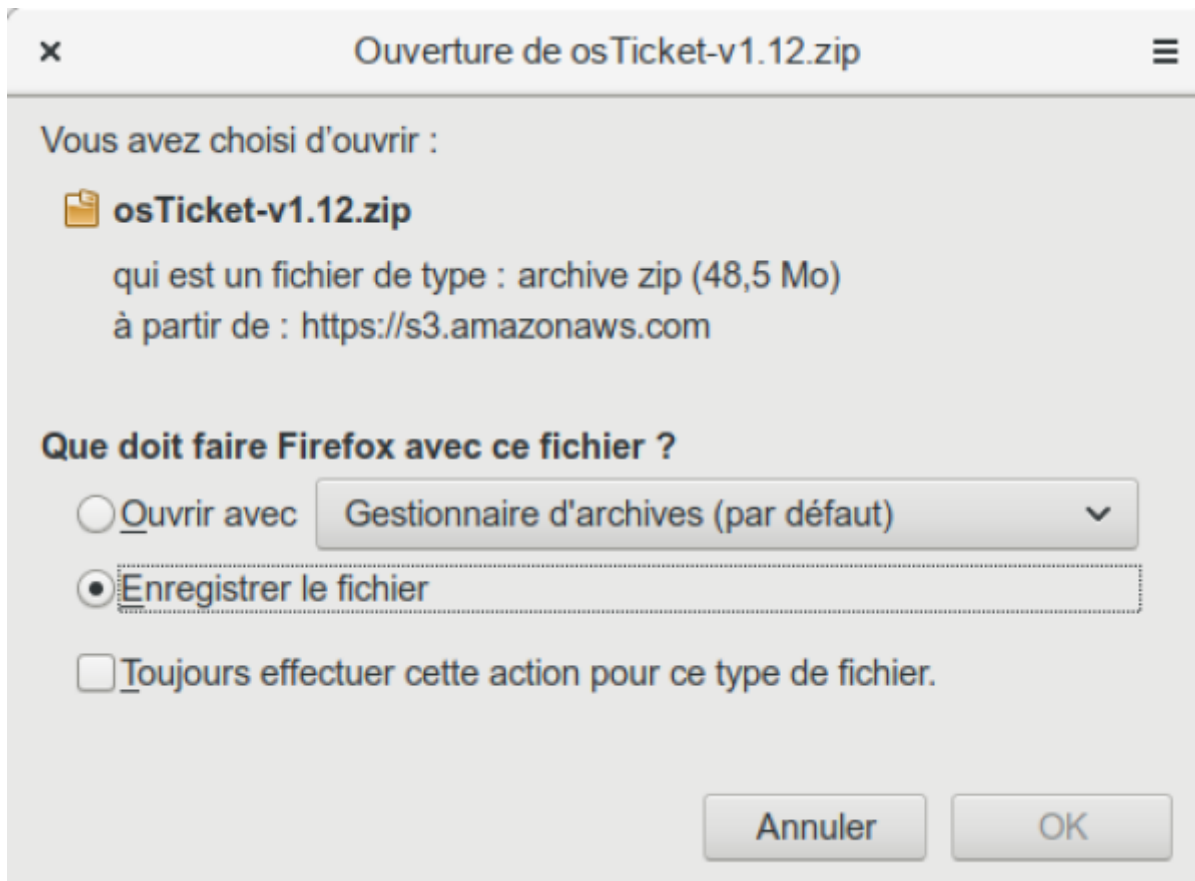 Ouverture de osTicket-v1.12.zip
Vous avez choisi d’ouvrir :
osTicket-v1.12.zip
qui est un fichier de type : archive zip (48,5 Mo)
à partir de : https://s3.amazonaws.com
Que doit faire Firefox avec ce fichier ?
Ouvrir avec Gestionnaire d'archives (par défaut)
Enregistrer le fichier
Toujours effectuer cette action pour ce type de fichier.
Annuler OK